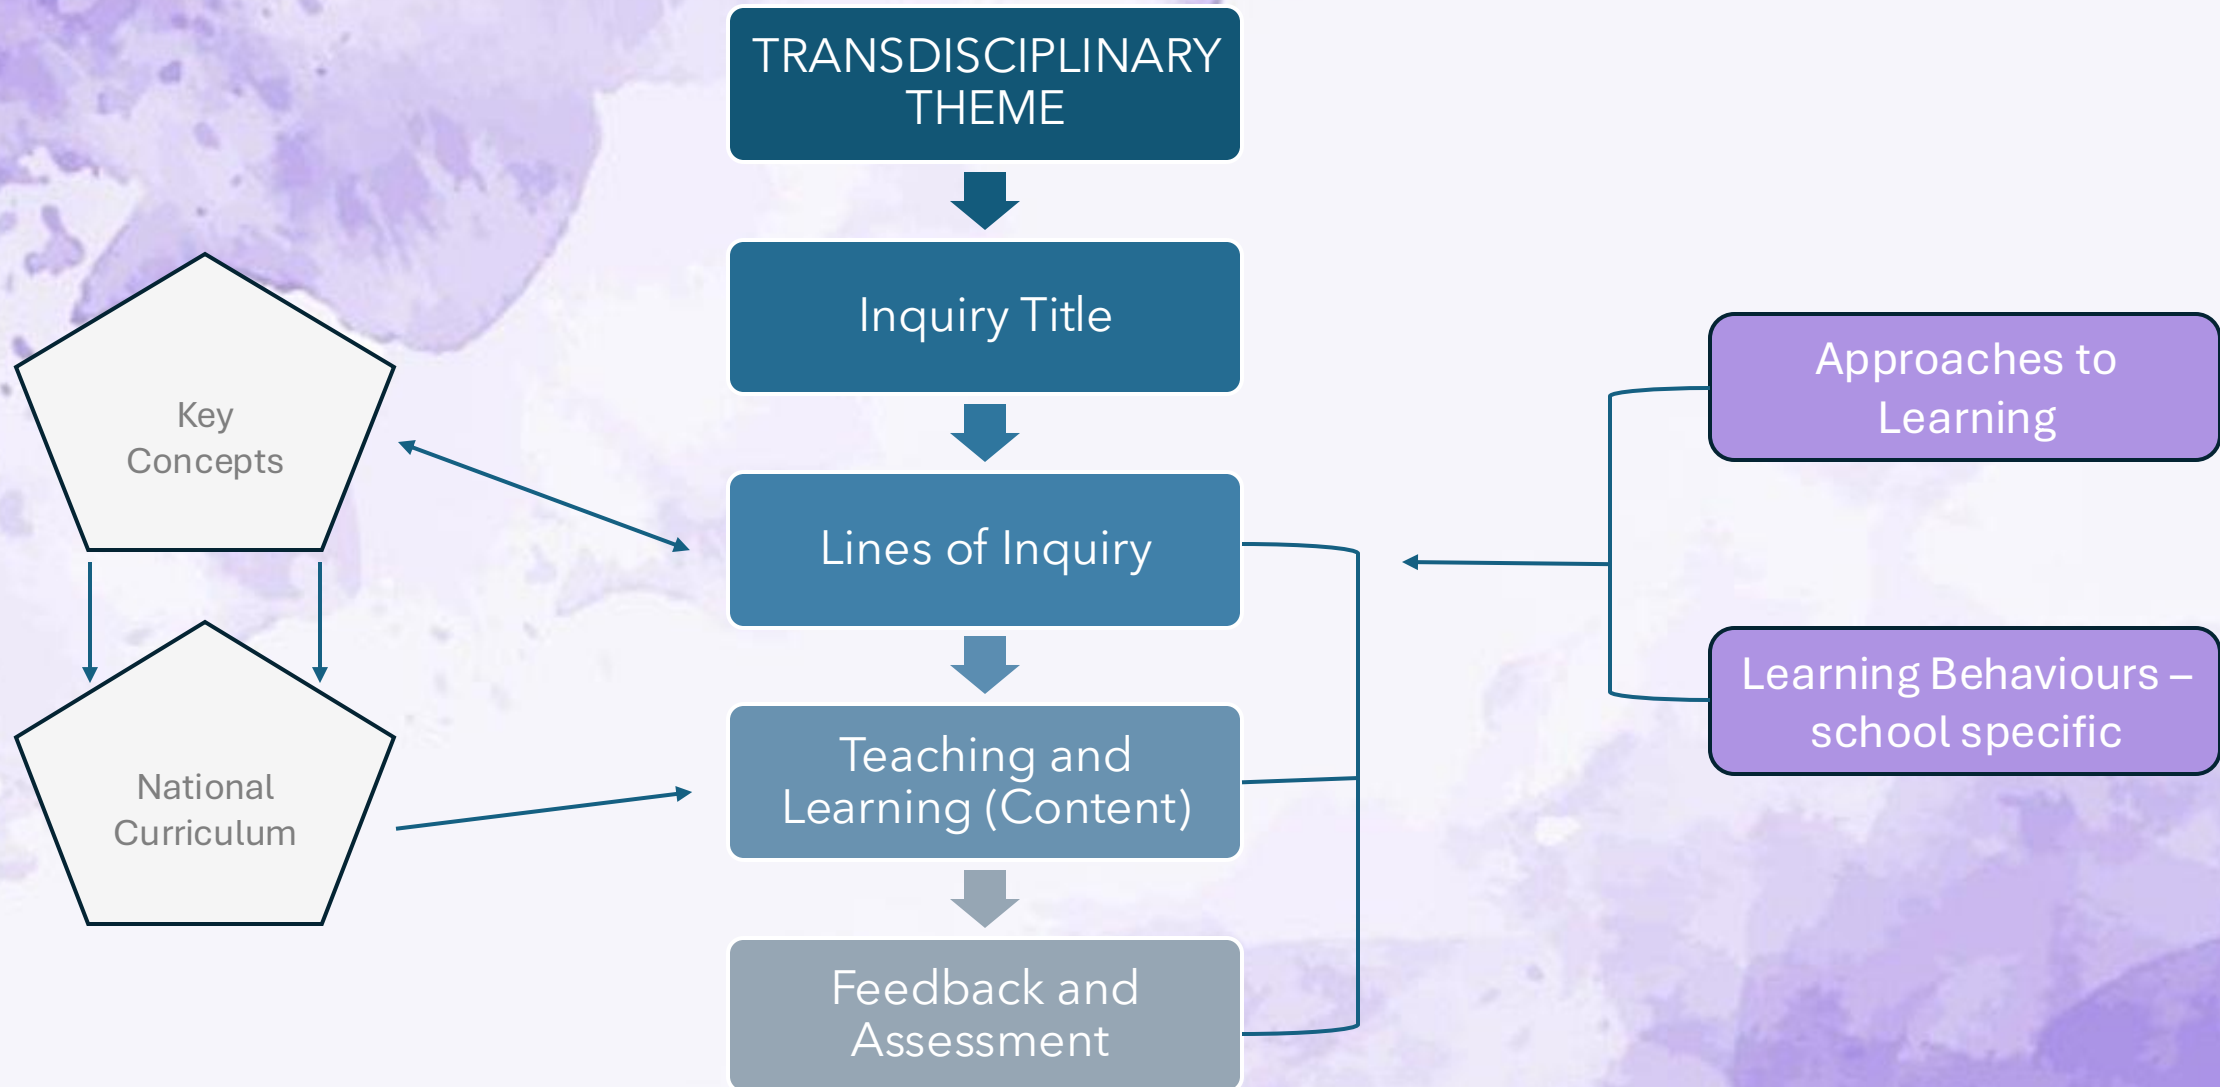 TRANSDISCIPLINARY
THEME
Inquiry Title
Lines of Inquiry
Teaching and
Learning (Content)
Feedback and
Assessment
Key
Concepts
National
Curriculum
Approaches to
Learning
Learning Behaviours –
school specific